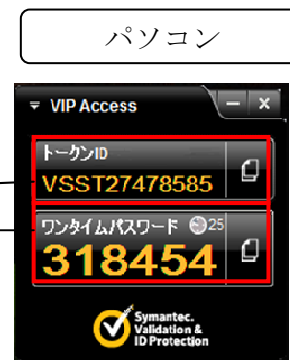 パソコン
VIP Access
トークンID
VSST27478585
ワンタイムパスワード 25
318454
Symantec.
Validation &
ID Protection